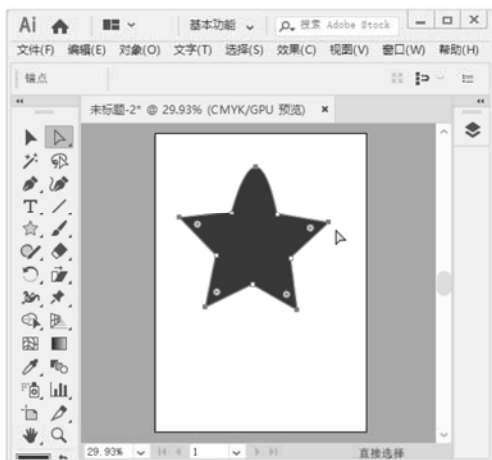 Ai 基本功能 搜索 Adobe Stock
文件(F) 编辑(E) 对象(O) 文字(T) 选择(S) 效果(C) 视图(V) 窗口(W) 帮助(H)
锚点
未标题-2* @ 29.93% (CMYK/GPU 预览) ×
29.93% 1 直接选择